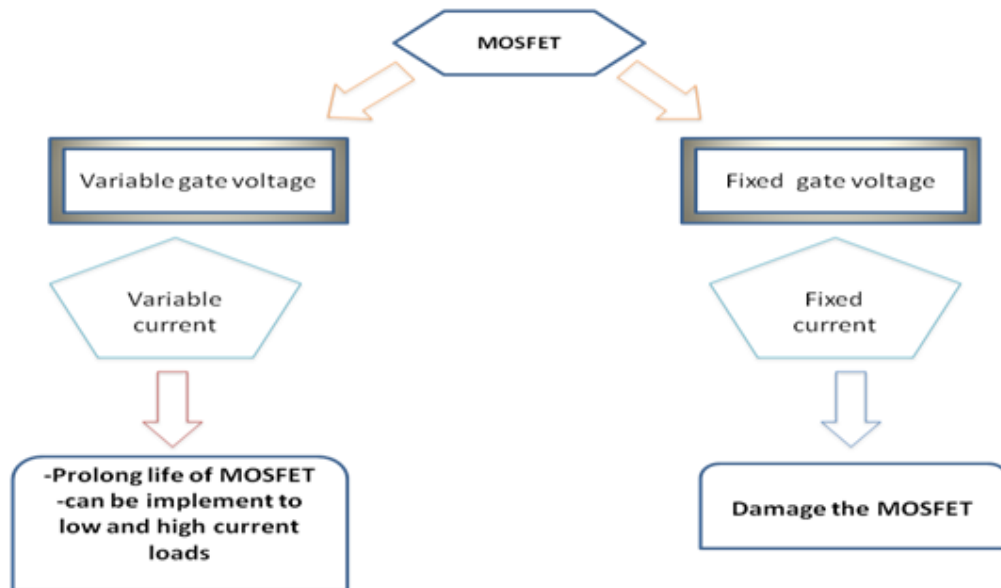 MOSFET
Variable gate voltage
Fixed gate voltage
Variable
current
Fixed
current
-Prolong life of MOSFET
-can be implement to
low and high current
loads
Damage the MOSFET